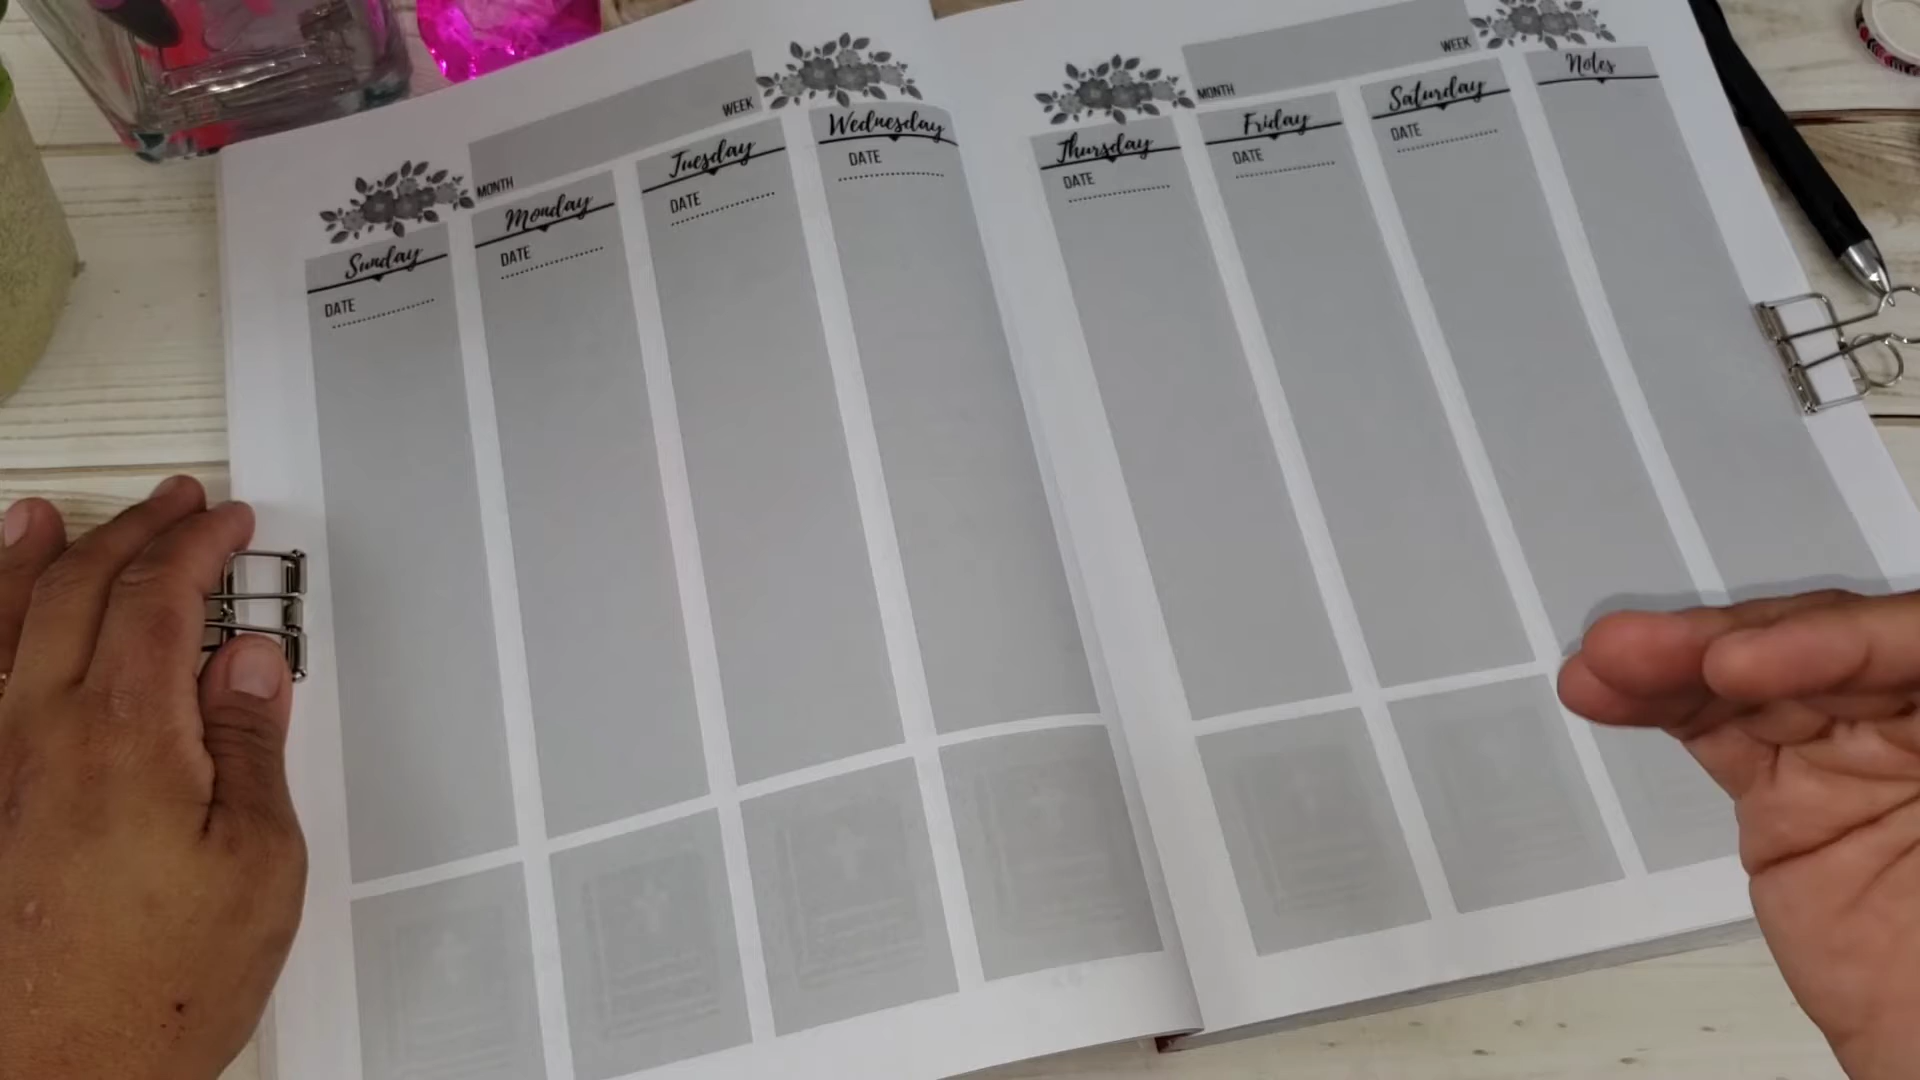 MONTH WEEK
Sunday
DATE
Monday
DATE
Tuesday
DATE
Wednesday
DATE
MONTH WEEK
Thursday
DATE
Friday
DATE
Saturday
DATE
Notes